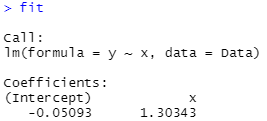 > fit
Call:
lm(formula = y ~ x, data = Data)
Coefficients:
(Intercept) x
-0.05093 1.30343